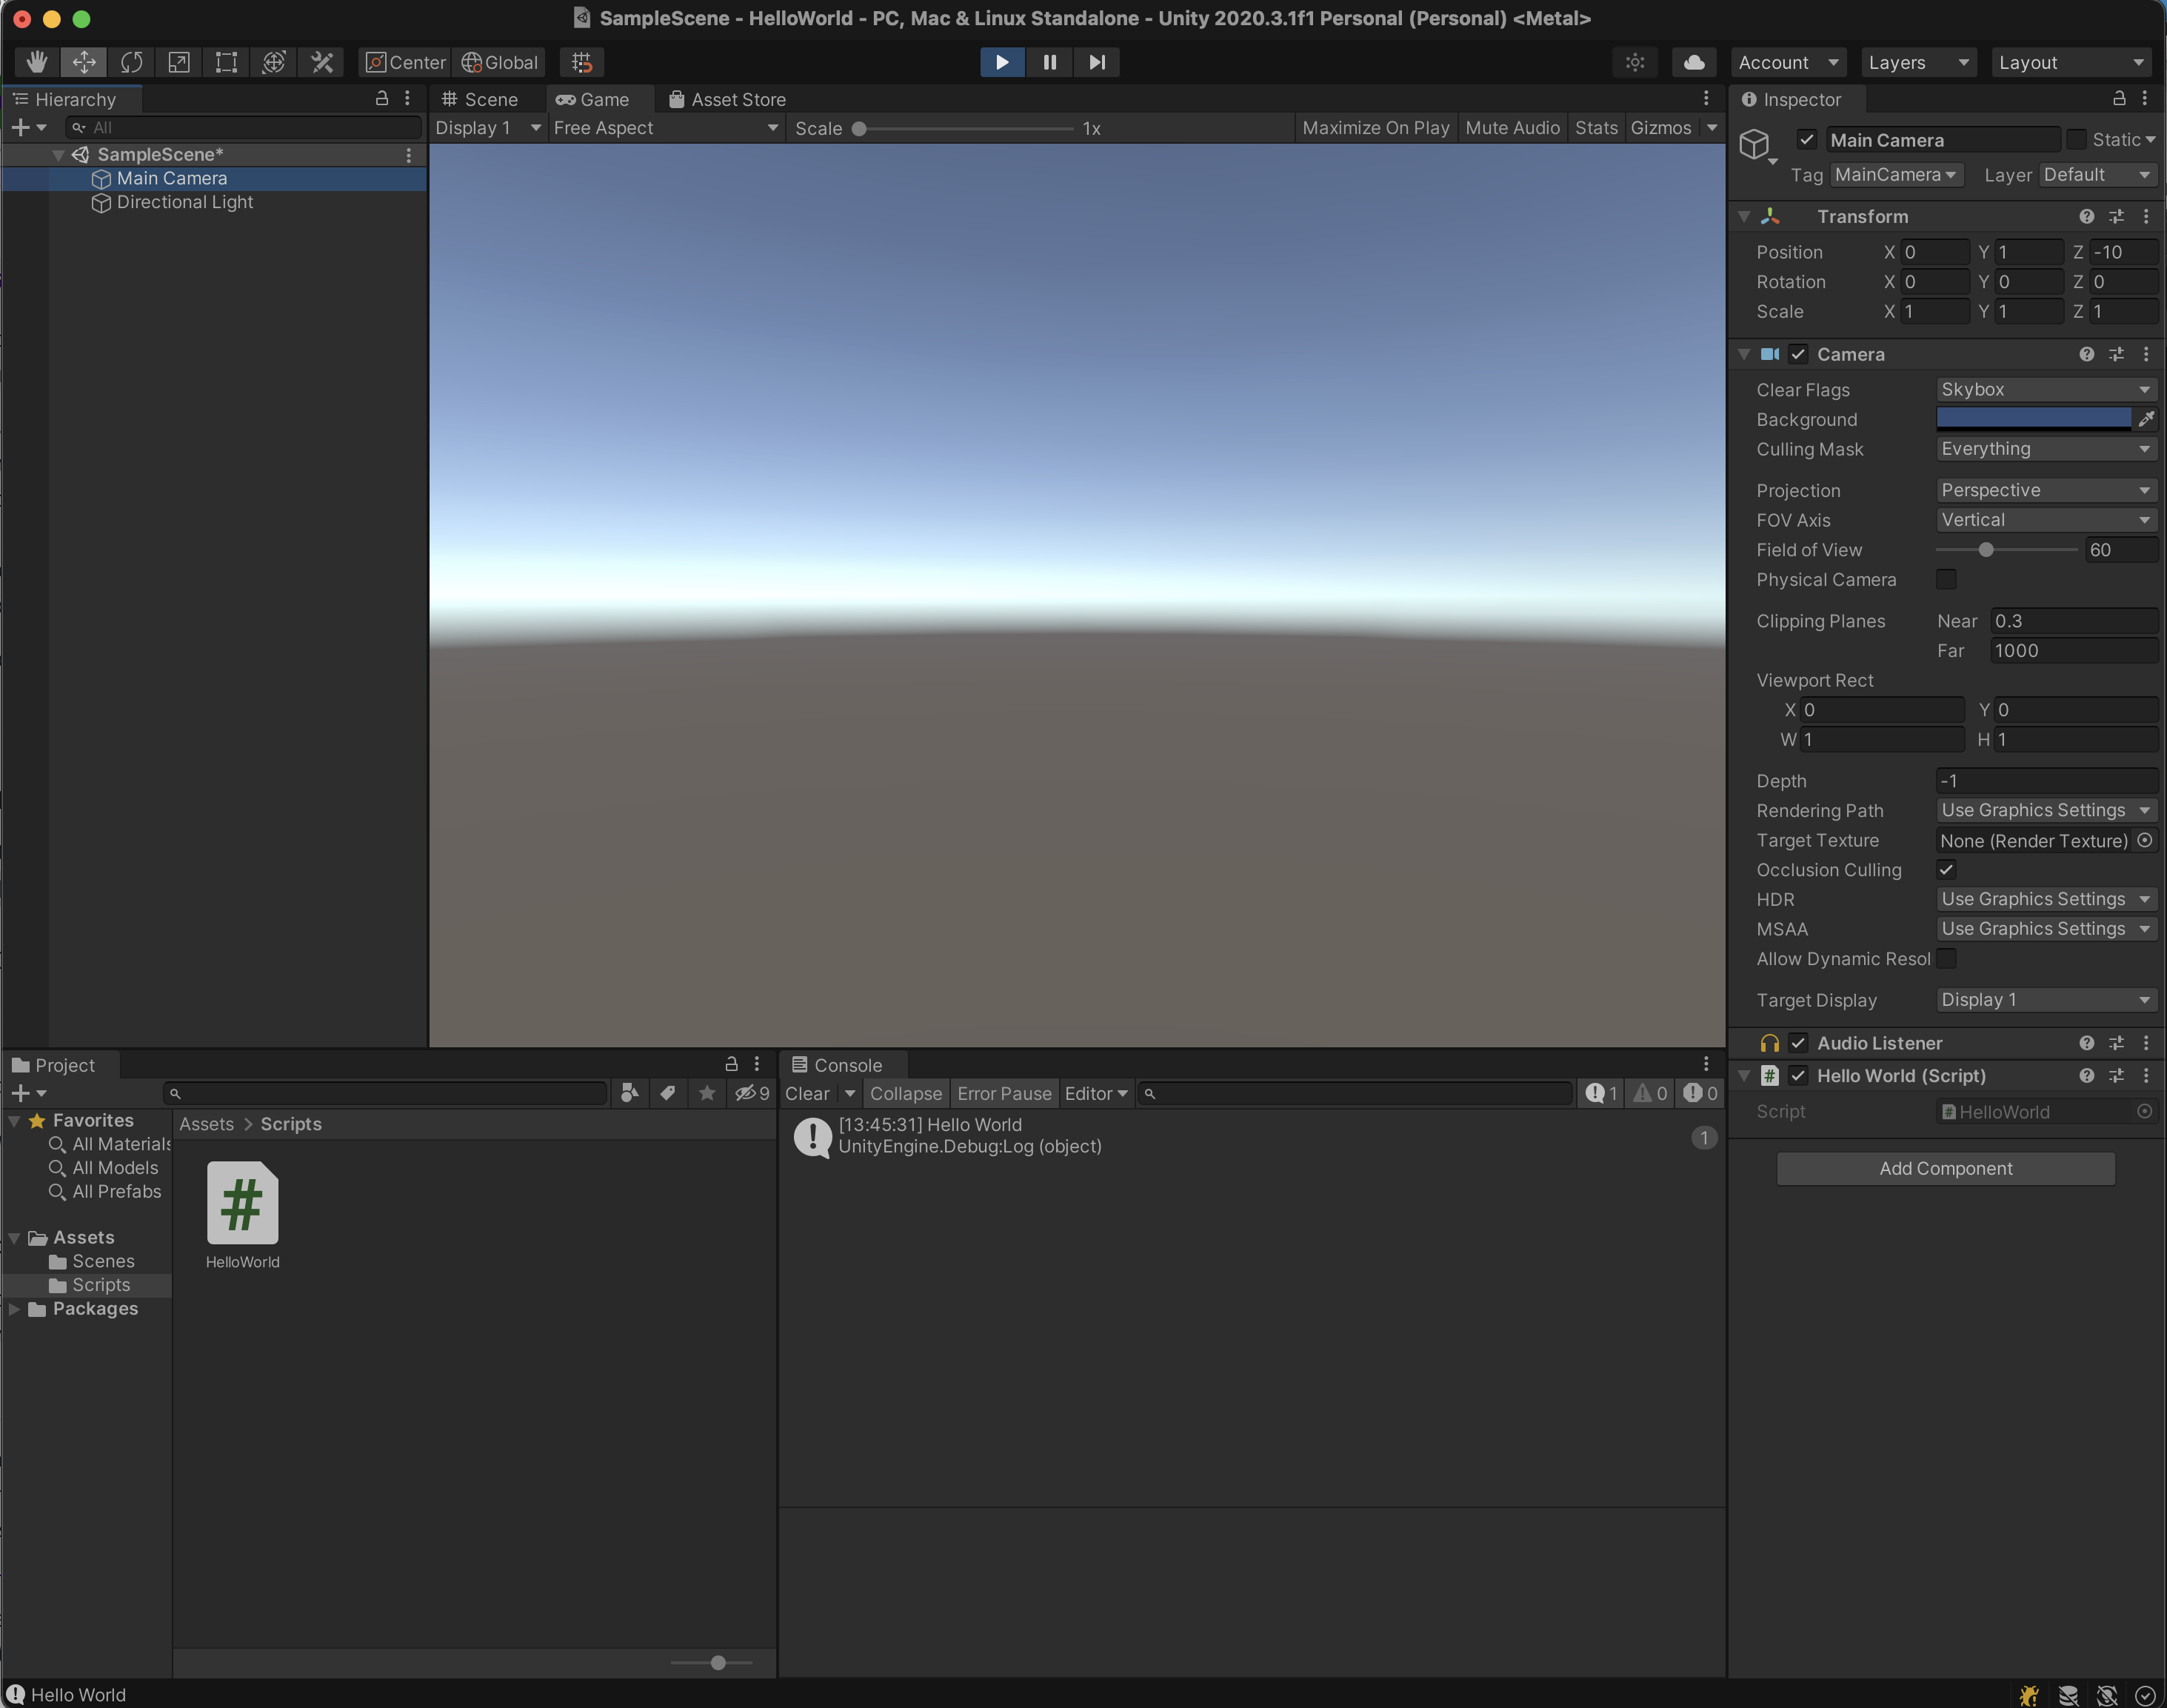 SampleScene - HelloWorld - PC, Mac & Linux Standalone - Unity 2020.3.1f1 Personal (Personal) <Metal>
Center Global Account Layers Layout
Hierarchy
All
SampleScene*
Main Camera
Directional Light
Scene Game Asset Store
Display 1 Free Aspect Scale 1x Maximize On Play Mute Audio Stats Gizmos
Inspector
Main Camera Static
Tag MainCamera Layer Default
Transform
Position X 0 Y 1 Z -10
Rotation X 0 Y 0 Z 0
Scale X 1 Y 1 Z 1
Camera
Clear Flags Skybox
Background
Culling Mask Everything
Projection Perspective
FOV Axis Vertical
Field of View 60
Physical Camera
Clipping Planes Near 0.3
Far 1000
Viewport Rect
X 0 Y 0
W 1 H 1
Depth -1
Rendering Path Use Graphics Settings
Target Texture None (Render Texture)
Occlusion Culling
HDR Use Graphics Settings
MSAA Use Graphics Settings
Allow Dynamic Resol
Target Display Display 1
Audio Listener
# Hello World (Script)
Script # HelloWorld
Add Component
Project
9
Favorites
All Materials
All Models
All Prefabs
Assets
Scenes
Scripts
Packages
Assets > Scripts
#
HelloWorld
Console
Clear Collapse Error Pause Editor 1 0 0
[13:45:31] Hello World
UnityEngine.Debug:Log (object) 1
Hello World